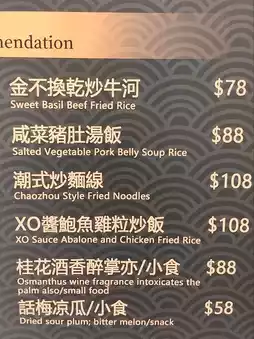 mendation
金不換乾炒牛河 $78
Sweet Basil Beef Fried Rice
咸菜豬肚湯飯 $88
Salted Vegetable Pork Belly Soup Rice
潮式炒麵線 $108
Chaozhou Style Fried Noodles
XO醬鮑魚雞粒炒飯 $108
XO Sauce Abalone and Chicken Fried Rice
桂花酒香醉掌亦/小食 $88
Osmanthus wine fragrance intoxicates the
palm also/small food
話梅凉瓜/小食 $58
Dried sour plum; bitter melon/snack